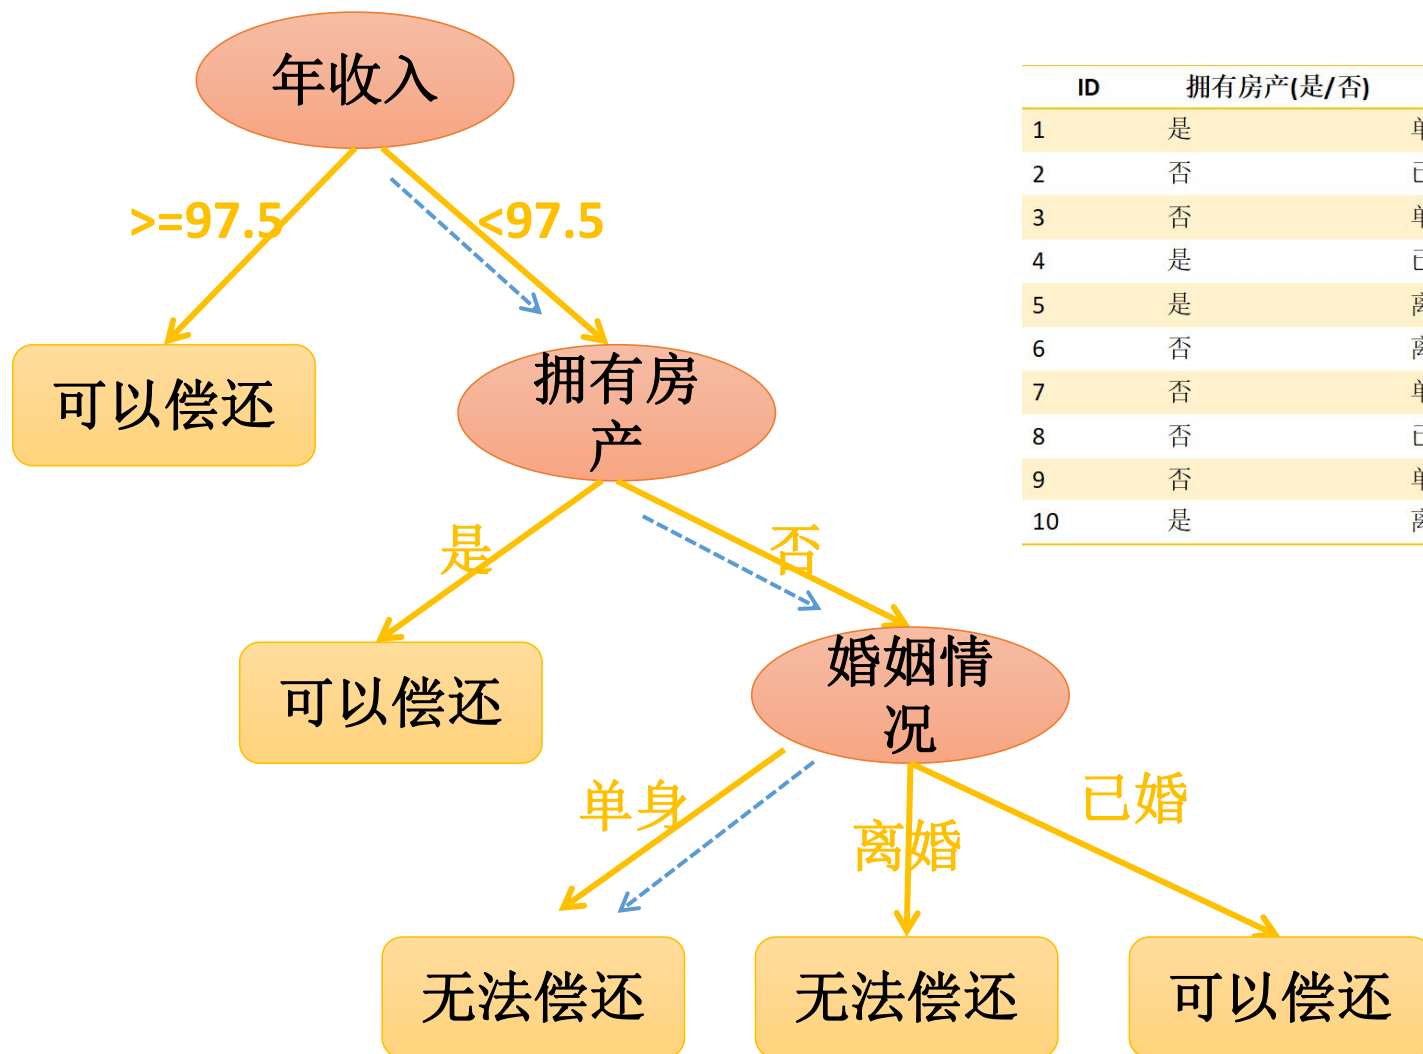 年收入
>=97.5
<97.5
可以偿还
拥有房
产
是
否
可以偿还
婚姻情
况
单身
离婚
已婚
无法偿还
无法偿还
可以偿还
ID 拥有房产(是/否)
1 是
2 否
3 否
4 是
5 是
6 否
7 否
8 否
9 否
10 是